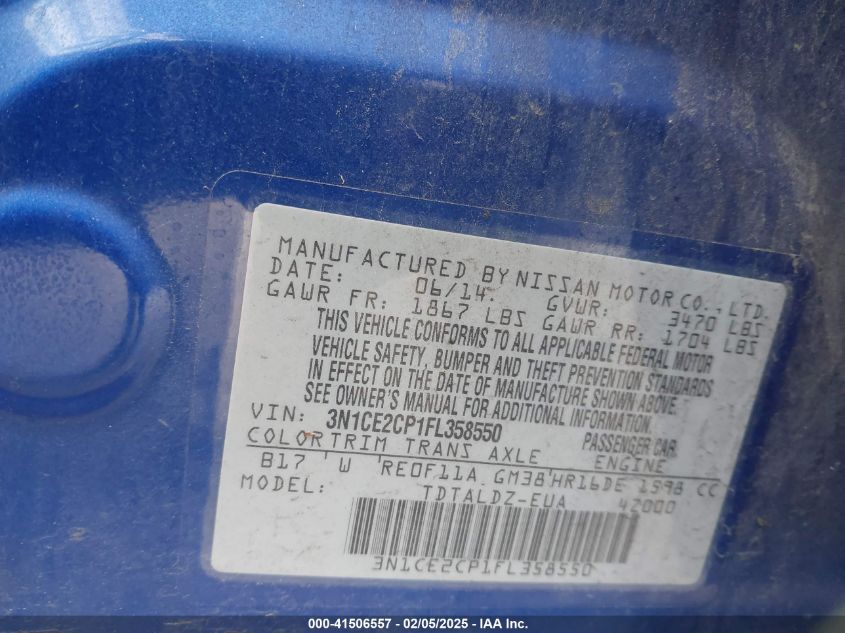 MANUFACTURED BY NISSAN MOTOR CO., LTD.
DATE: 06/14. GVWR: 3470 LBS
GAWR FR: 1867 LBS GAWR RR: 1704 LBS
THIS VEHICLE CONFORMS TO ALL APPLICABLE FEDERAL MOTOR
VEHICLE SAFETY, BUMPER AND THEFT PREVENTION STANDARDS
IN EFFECT ON THE DATE OF MANUFACTURE SHOWN ABOVE.
SEE OWNER'S MANUAL FOR ADDITIONAL INFORMATION.
VIN: 3N1CE2CP1FL358550 PASSENGER CAR
COLOR TRIM TRANS AXLE ENGINE
B17 W RE0F11A GM38 HR16DE 1598 CC
MODEL: TDTALDZ-EUA 42000
3N1CE2CP1FL358550
000-41506557 - 02/05/2025 - IAA Inc.